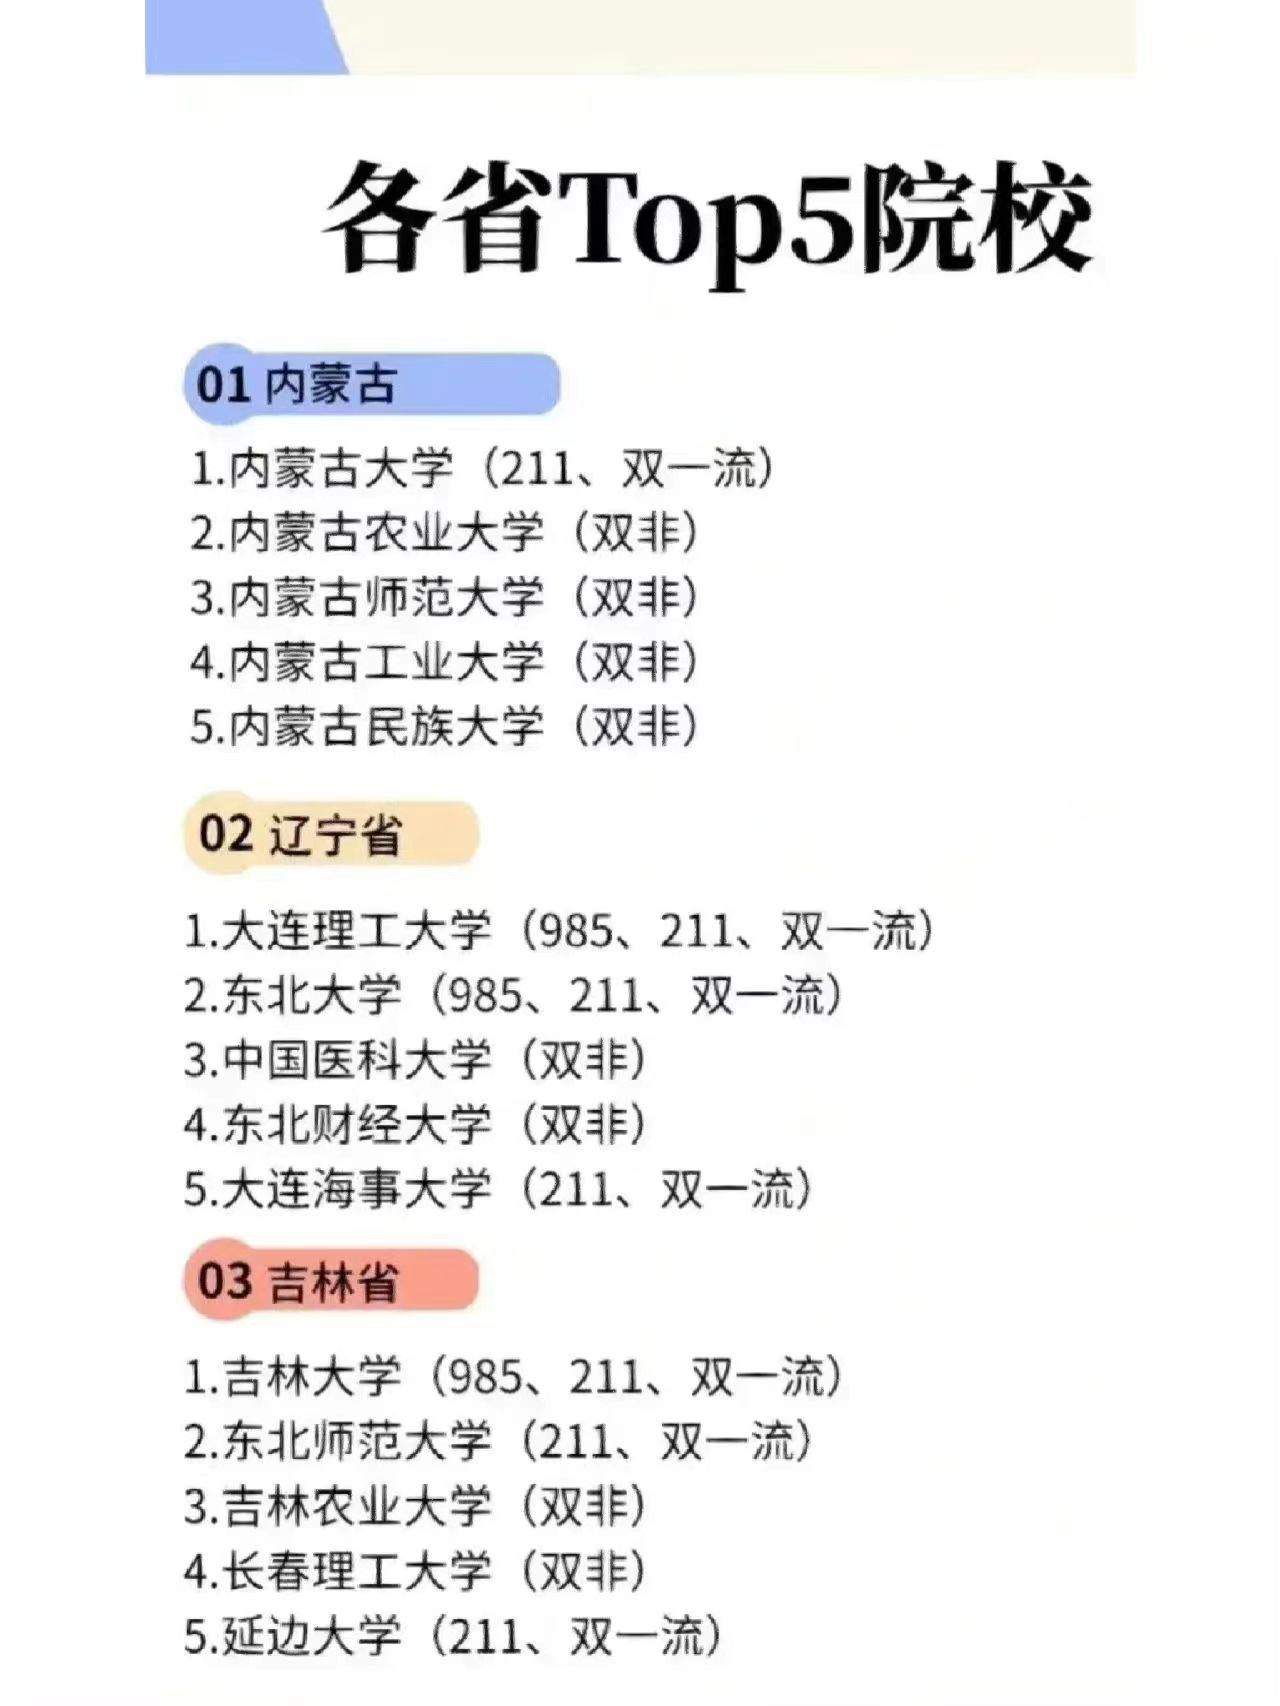 各省Top5院校
01 内蒙古
1.内蒙古大学（211、双一流）
2.内蒙古农业大学（双非）
3.内蒙古师范大学（双非）
4.内蒙古工业大学（双非）
5.内蒙古民族大学（双非）
02 辽宁省
1.大连理工大学（985、211、双一流）
2.东北大学（985、211、双一流）
3.中国医科大学（双非）
4.东北财经大学（双非）
5.大连海事大学（211、双一流）
03 吉林省
1.吉林大学（985、211、双一流）
2.东北师范大学（211、双一流）
3.吉林农业大学（双非）
4.长春理工大学（双非）
5.延边大学（211、双一流）